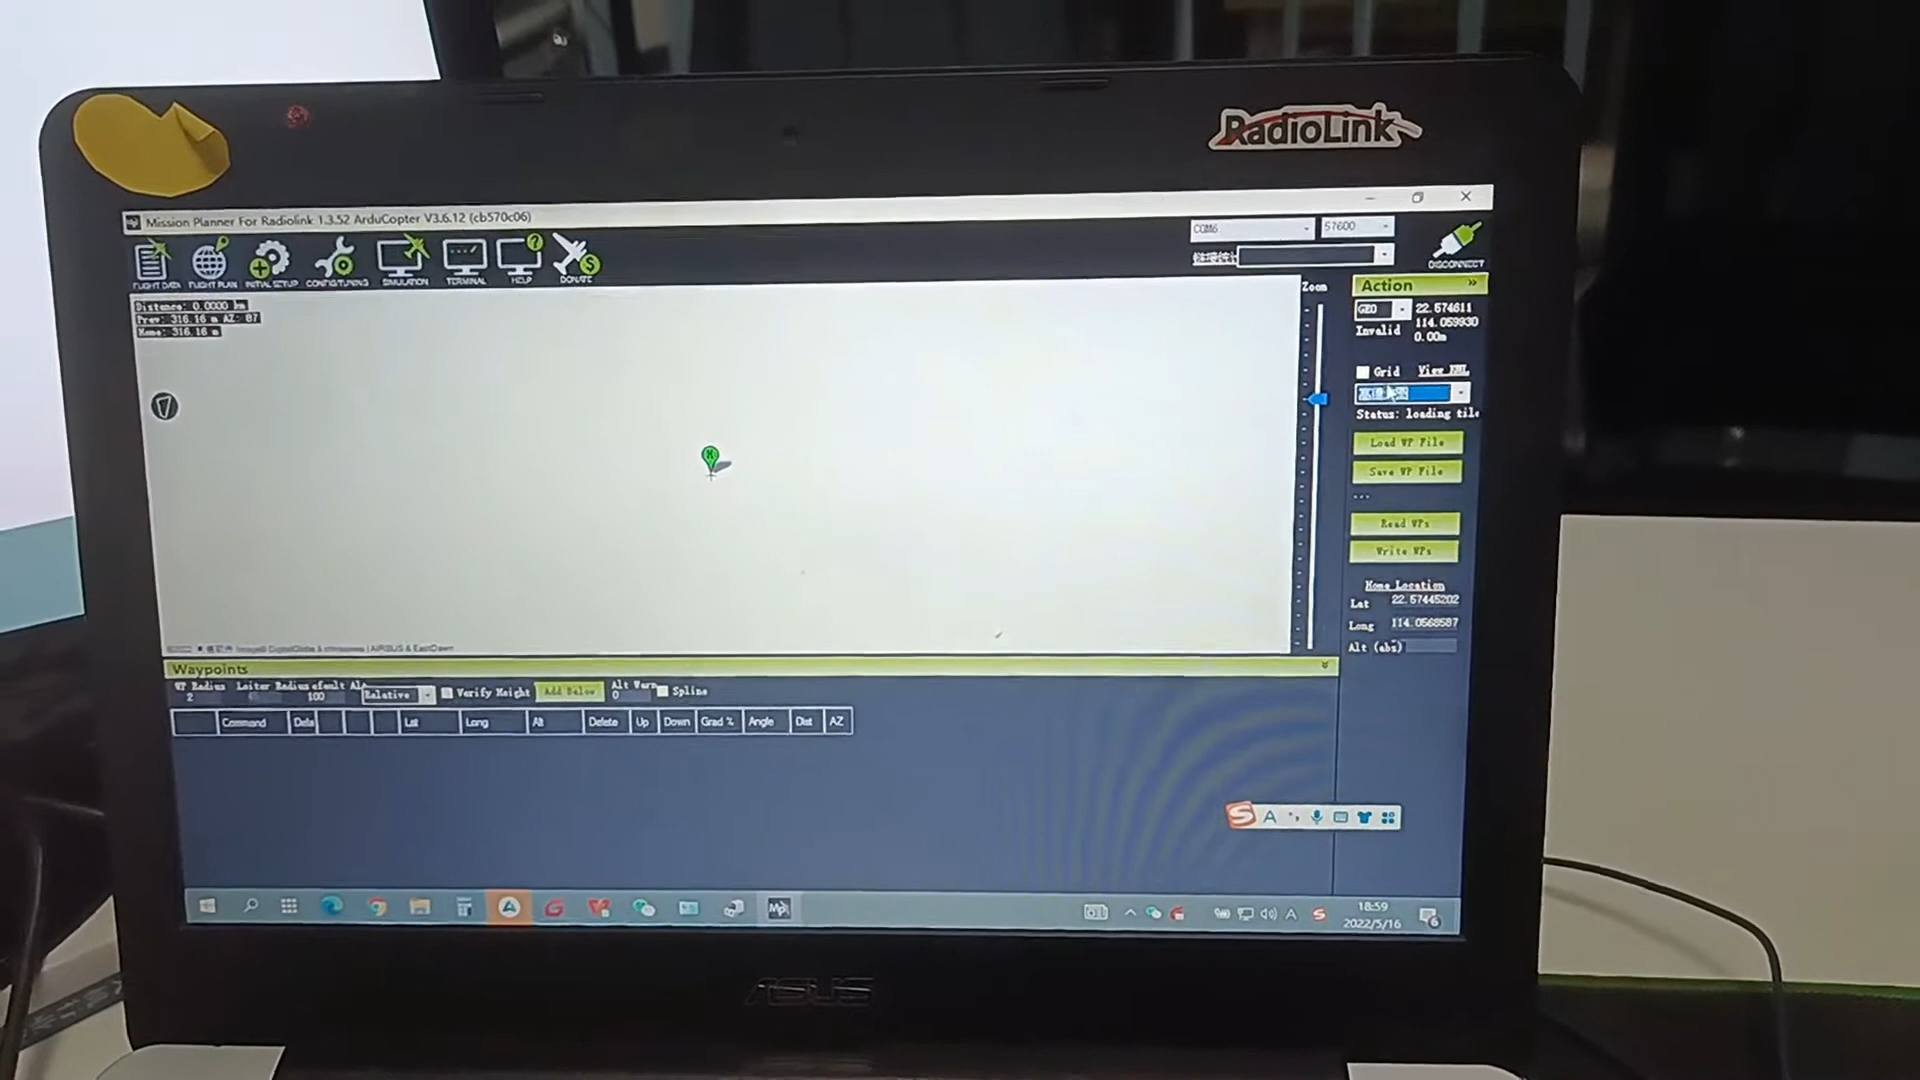 RadioLink
Mission Planner For Radiolink 1.3.52 ArduCopter V3.6.12 (cb570c06)
FLIGHT DATA
FLIGHT PLAN
INITIAL SETUP
CONFIG/TUNING
SIMULATION
TERMINAL
HELP
DONATE
COM6
57600
DISCONNECT
Distance: 0.0000 km
Prev: 316.16 m AZ: 87
Home: 316.16 m
Zoom
Action
GEO
22.574611
114.059930
Invalid
0.00m
Grid
View KML
Status: loading tile
Load WP File
Save WP File
...
Read WPs
Write WPs
Home Location
Lat 22.57445202
Long 114.0568587
Alt (abs)
H
| AIRBUS & EastDawn
Waypoints
WP Radius
2
Loiter Radius
efault Al
100
Relative
Verify Height
Add Below
Alt Warn
0
Spline
Command Dela Lat Long Alt Delete Up Down Grad % Angle Dist AZ
A
18:59
2022/5/16
6
ASUS